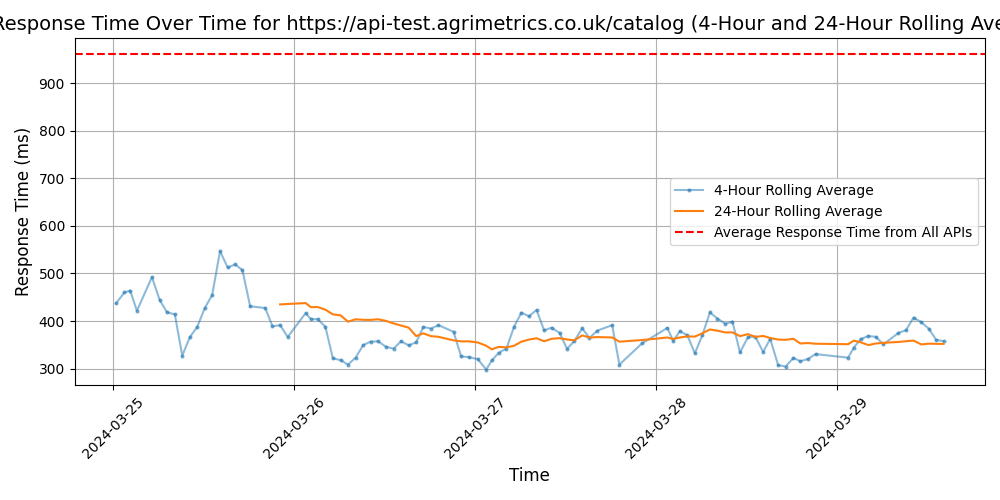 Response Time Over Time for https://api-test.agrimetrics.co.uk/catalog (4-Hour and 24-Hour Rolling Ave
Response Time (ms)
900
800
700
600
500
400
300
4-Hour Rolling Average
24-Hour Rolling Average
Average Response Time from All APIs
2024-03-25
2024-03-26
2024-03-27
2024-03-28
2024-03-29
Time